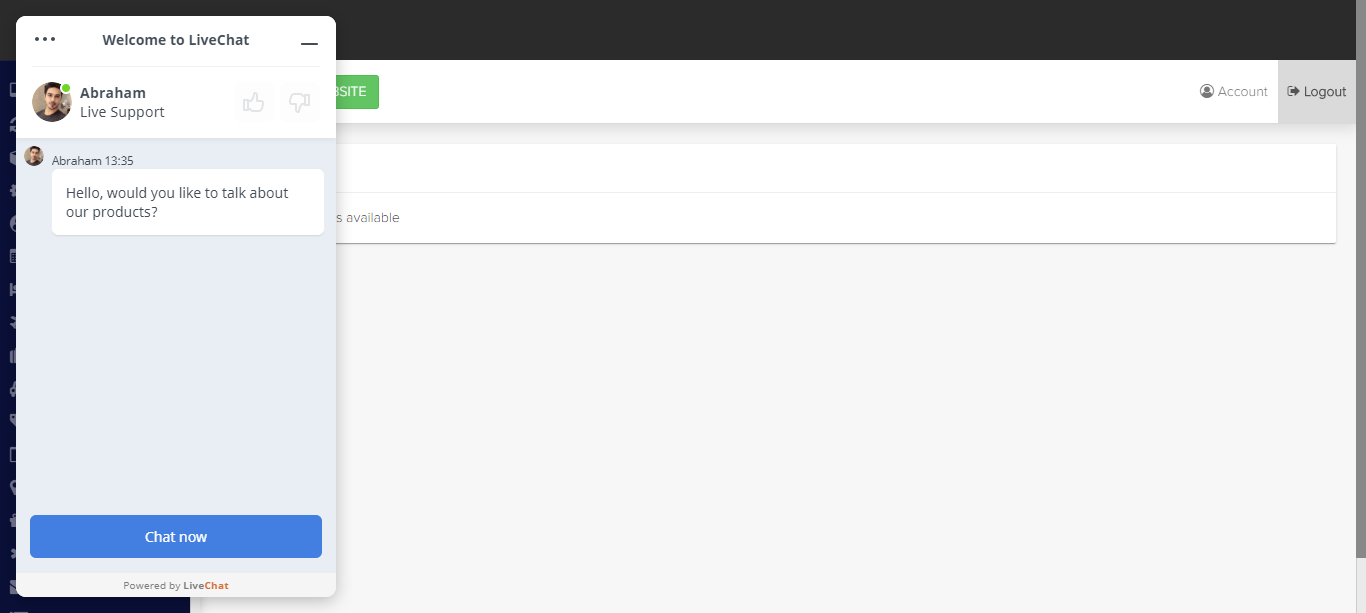 Welcome to LiveChat
Abraham
Live Support
Abraham 13:35
Hello, would you like to talk about
our products?
Chat now
Powered by LiveChat
Account
Logout
available